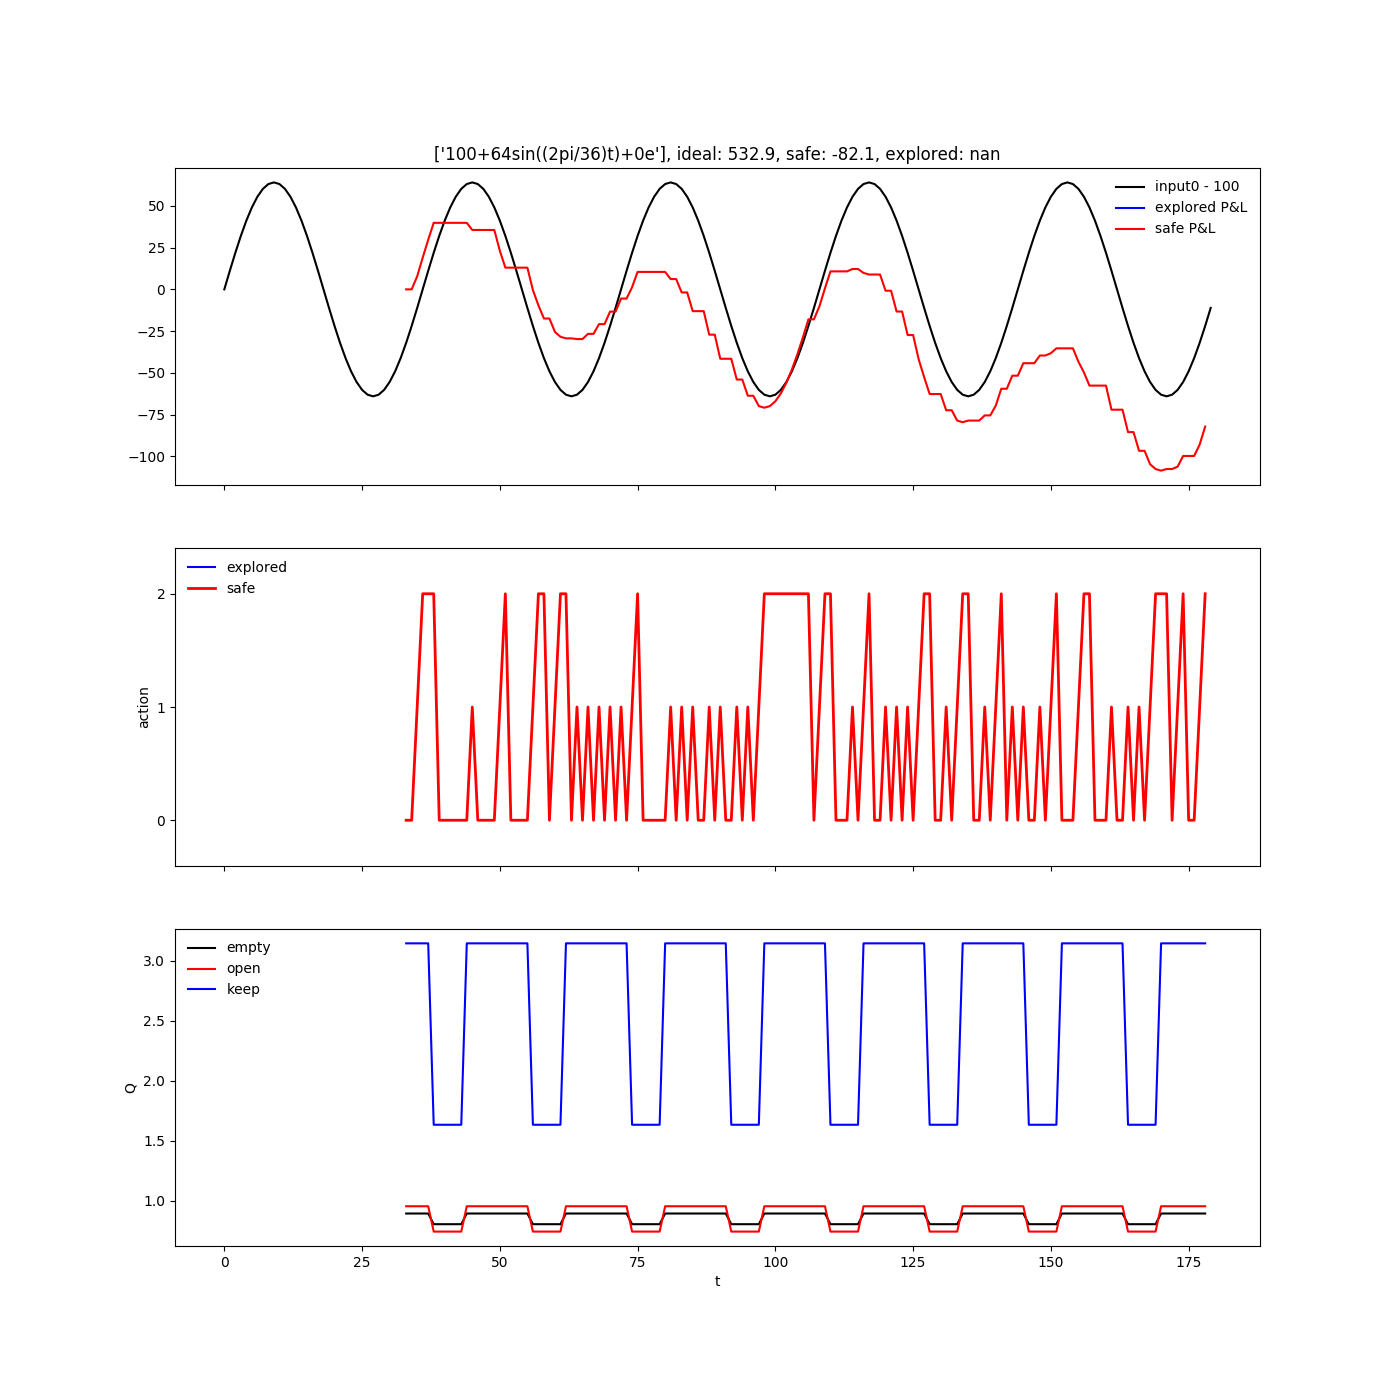 ['100+64sin((2pi/36)t)+0e'], ideal: 532.9, safe: -82.1, explored: nan
input0 - 100
explored P&L
safe P&L
50
25
0
−25
−50
−75
−100
explored
safe
2
1
0
action
empty
open
keep
3.0
2.5
2.0
1.5
1.0
Q
0
25
50
75
100
125
150
175
t